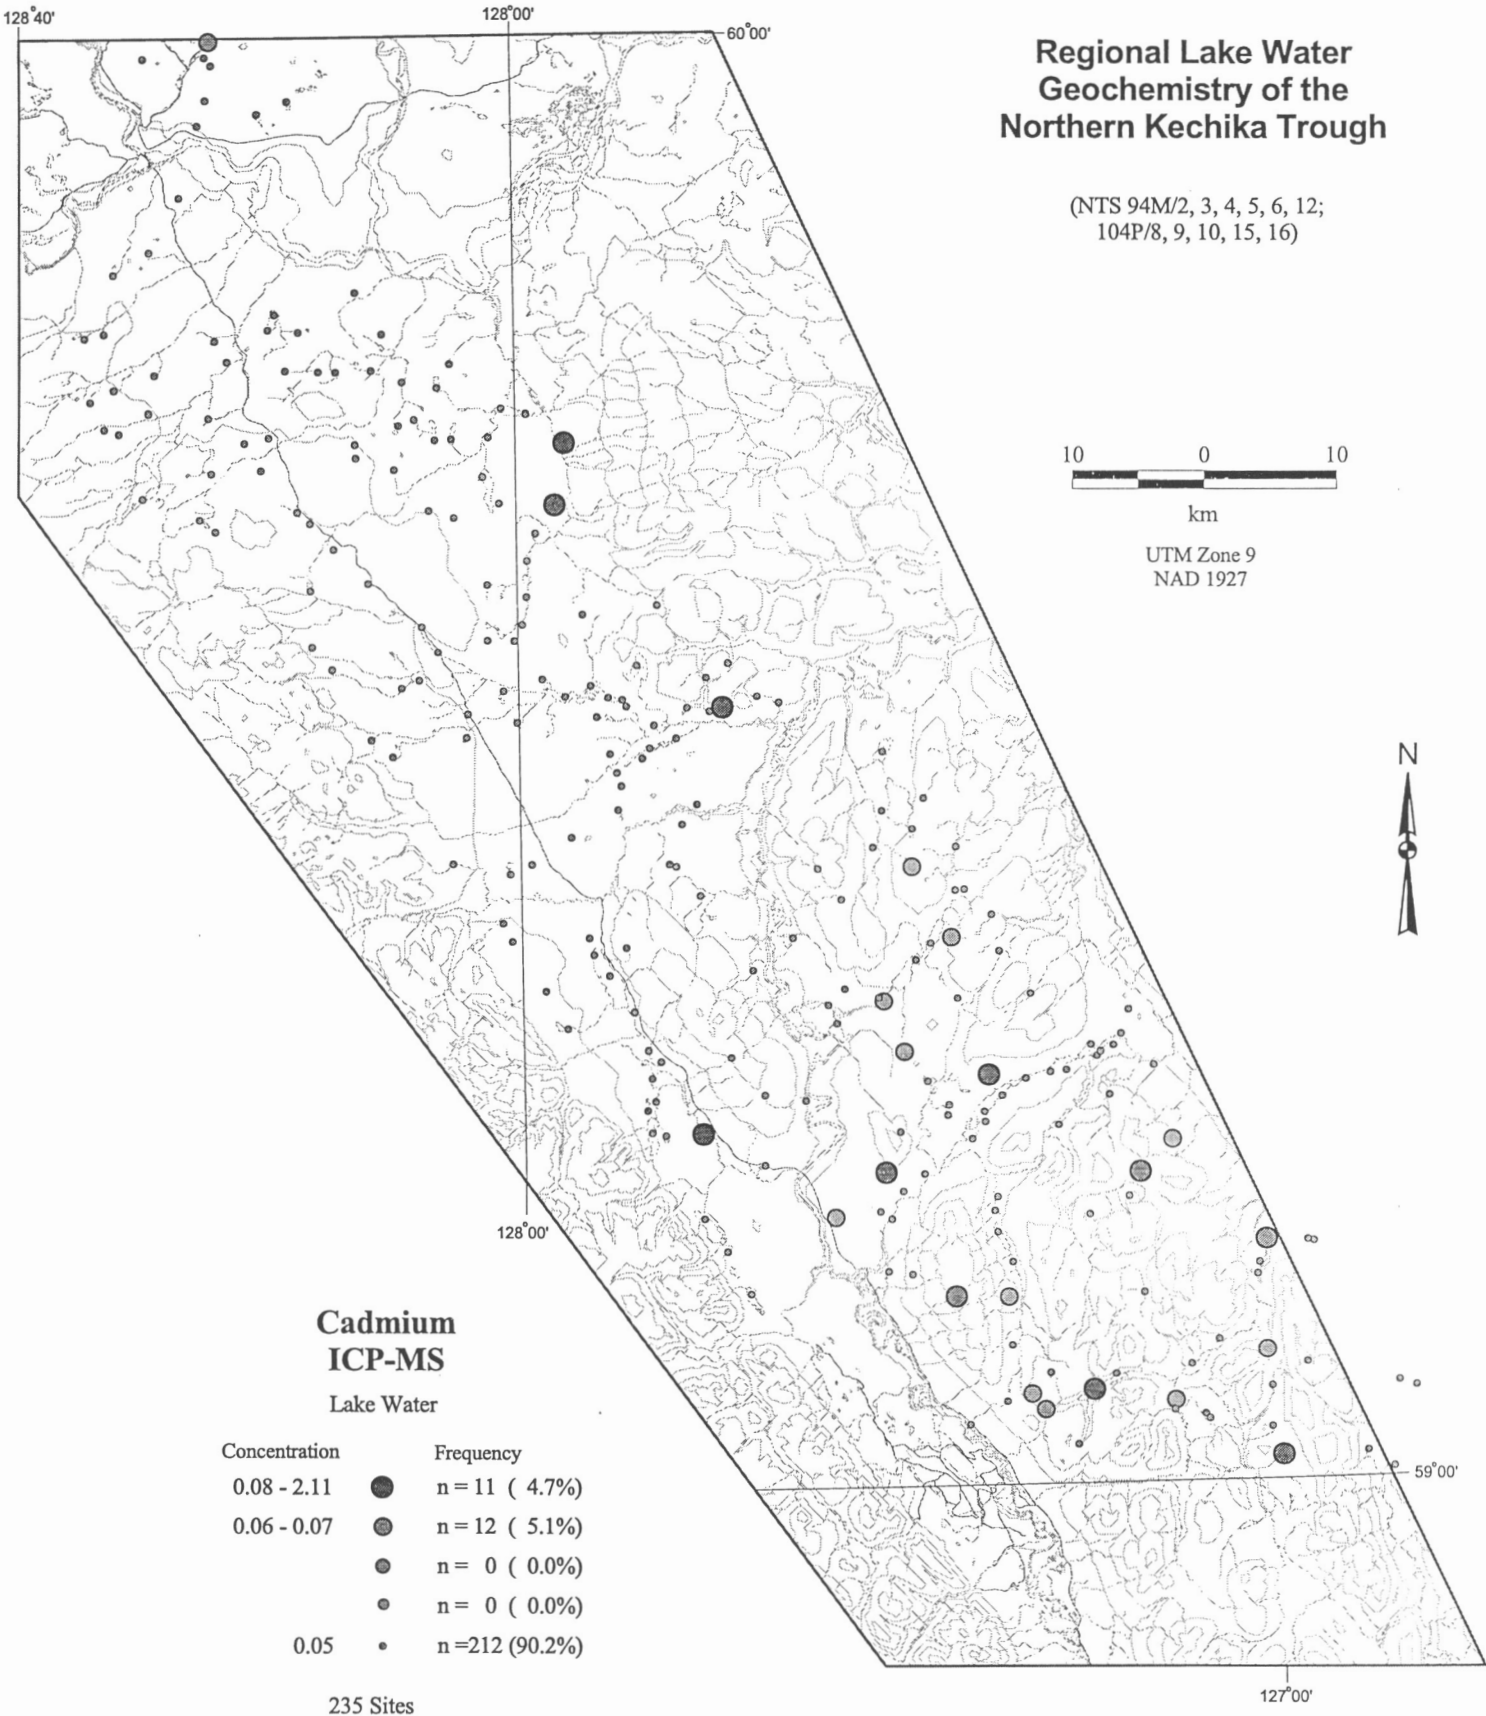 128°40'
128°00'
60°00'
Regional Lake Water
Geochemistry of the
Northern Kechika Trough
(NTS 94M/2, 3, 4, 5, 6, 12;
104P/8, 9, 10, 15, 16)
10 0 10
km
UTM Zone 9
NAD 1927
N
128°00'
Cadmium
ICP-MS
Lake Water
Concentration Frequency
0.08 - 2.11 n = 11 ( 4.7%)
0.06 - 0.07 n = 12 ( 5.1%)
n = 0 ( 0.0%)
n = 0 ( 0.0%)
0.05 n =212 (90.2%)
235 Sites
59°00'
127°00'